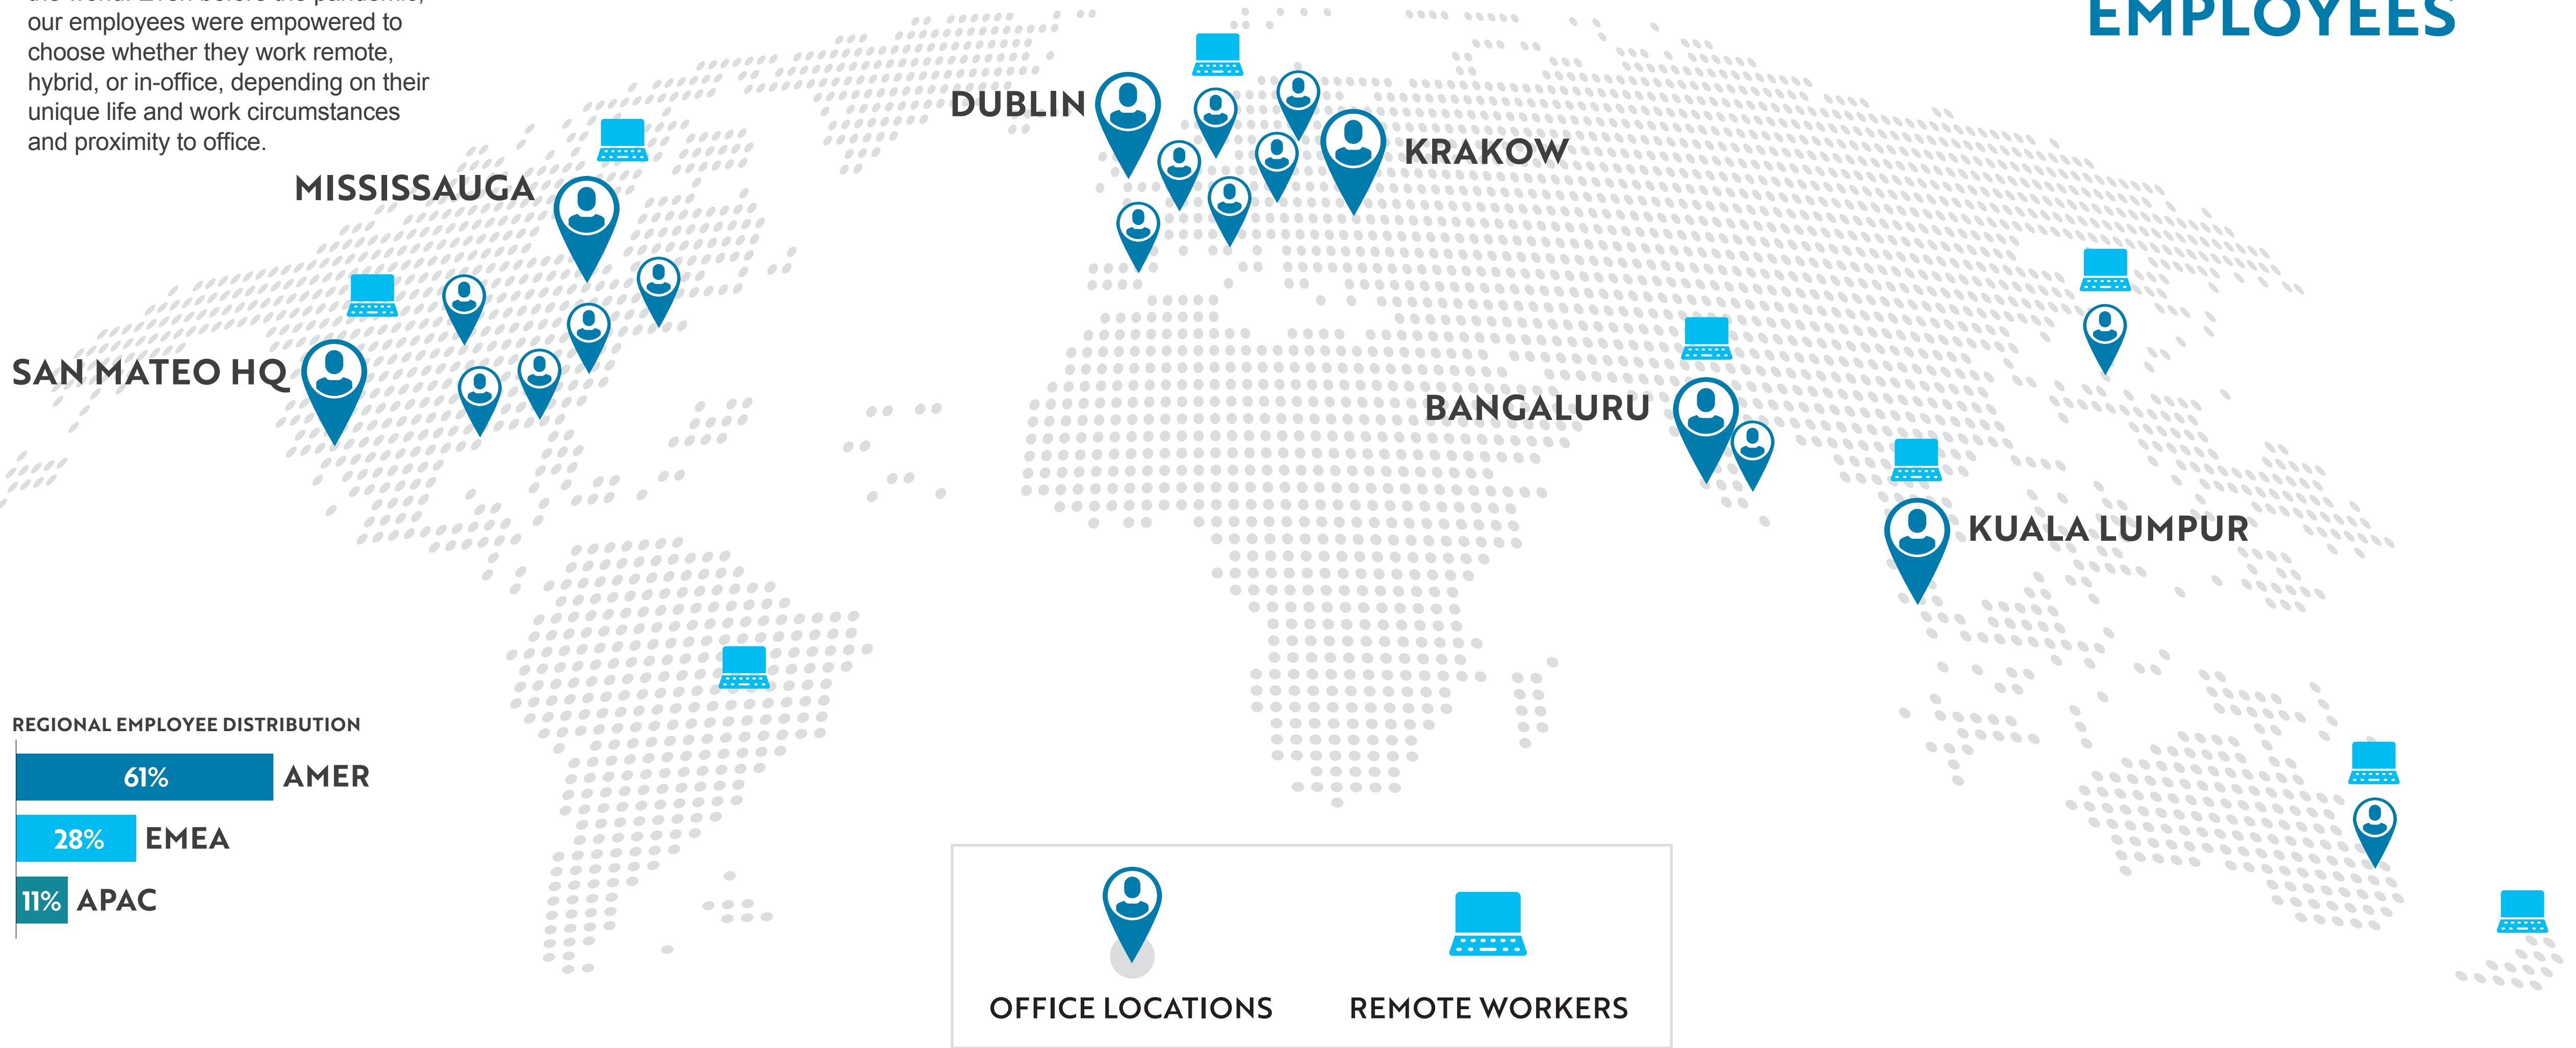 our employees were empowered to
choose whether they work remote,
hybrid, or in-office, depending on their
unique life and work circumstances
and proximity to office.
EMPLOYEES
DUBLIN
KRAKOW
MISSISSAUGA
SAN MATEO HQ
BANGALURU
KUALA LUMPUR
REGIONAL EMPLOYEE DISTRIBUTION
61% AMER
28% EMEA
11% APAC
OFFICE LOCATIONS
REMOTE WORKERS